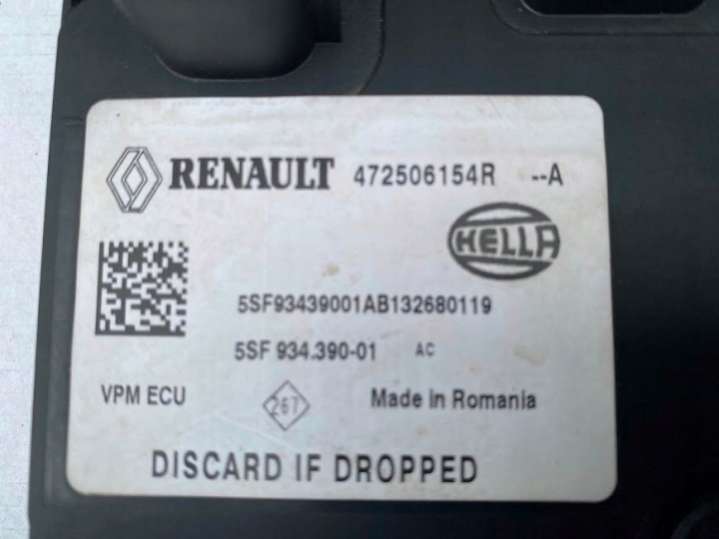 RENAULT 472506154R --A
HELLA
5SF93439001AB132680119
5SF 934.390-01 AC
VPM ECU 267 Made in Romania
DISCARD IF DROPPED